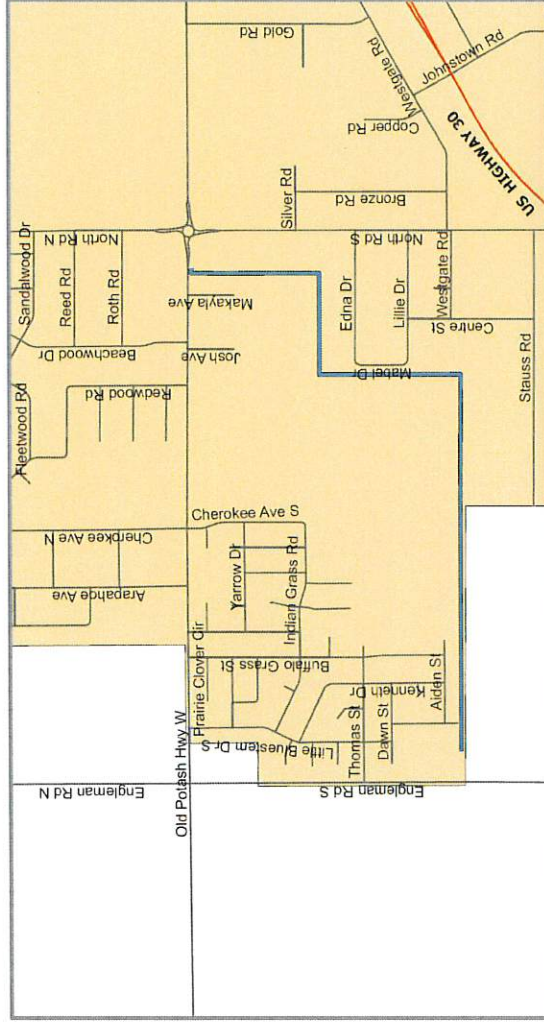 Gold Rd
Westgate Rd
Johnstown Rd
Copper Rd
US HIGHWAY 30
Silver Rd
Bronze Rd
Sandalwood Dr
North Rd N
Reed Rd
Roth Rd
North Rd S
Makayla Ave
Edna Dr
Lillie Dr
Westgate Rd
Centre St
Beachwood Dr
Josh Ave
Mabel Dr
Stauss Rd
Fleetwood Rd
Redwood Rd
Cherokee Ave N
Cherokee Ave S
Arapahoe Ave
Yarrow Dr
Indian Grass Rd
Prairie Clover Cir
Buffalo Grass St
Kenneth Dr
Aiden St
Little Bluestem Dr S
Thomas St
Dawn St
Old Potash Hwy W
Engleman Rd N
Engleman Rd S